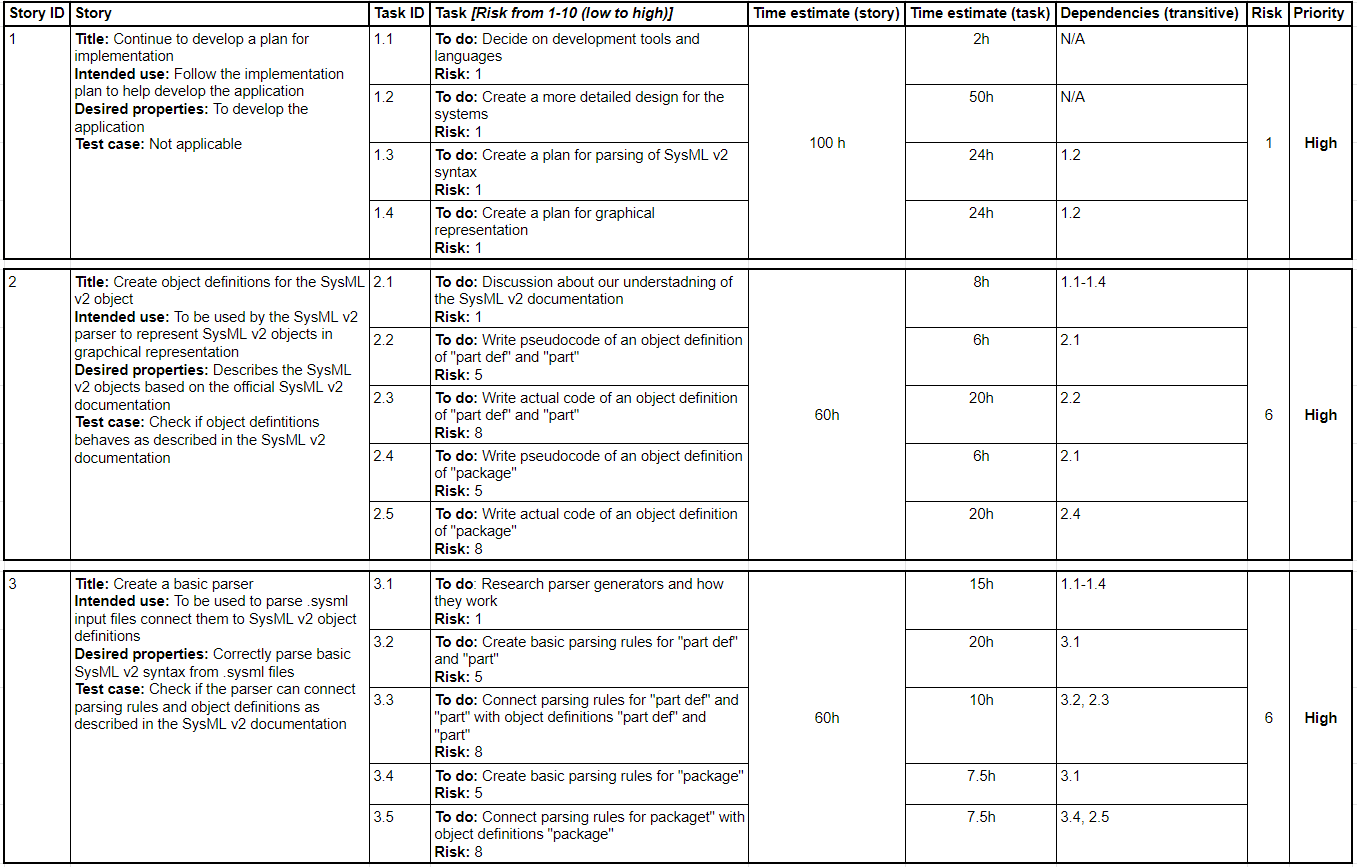 Story ID Story Task ID Task [Risk from 1-10 (low to high)] Time estimate (story) Time estimate (task) Dependencies (transitive) Risk Priority
1
Title: Continue to develop a plan for
implementation
Intended use: Follow the implementation
plan to help develop the application
Desired properties: To develop the
application
Test case: Not applicable
1.1
To do: Decide on development tools and
languages
Risk: 1
2h
N/A
1.2
To do: Create a more detailed design for the
systems
Risk: 1
50h
N/A
1.3
To do: Create a plan for parsing of SysML v2
syntax
Risk: 1
24h
1.2
1.4
To do: Create a plan for graphical
representation
Risk: 1
24h
1.2
100 h
1
High
2
Title: Create object definitions for the SysML
v2 object
Intended use: To be used by the SysML v2
parser to represent SysML v2 objects in
grapchical representation
Desired properties: Describes the SysML
v2 objects based on the official SysML v2
documentation
Test case: Check if object defintitions
behaves as described in the SysML v2
documentation
2.1
To do: Discussion about our understadning of
the SysML v2 documentation
Risk: 1
8h
1.1-1.4
2.2
To do: Write pseudocode of an object definition
of "part def" and "part"
Risk: 5
6h
2.1
2.3
To do: Write actual code of an object definition
of "part def" and "part"
Risk: 8
20h
2.2
2.4
To do: Write pseudocode of an object definition
of "package"
Risk: 5
6h
2.1
2.5
To do: Write actual code of an object definition
of "package"
Risk: 8
20h
2.4
60h
6
High
3
Title: Create a basic parser
Intended use: To be used to parse .sysml
input files connect them to SysML v2 object
definitions
Desired properties: Correctly parse basic
SysML v2 syntax from .sysml files
Test case: Check if the parser can connect
parsing rules and object definitions as
described in the SysML v2 documentation
3.1
To do: Research parser generators and how
they work
Risk: 1
15h
1.1-1.4
3.2
To do: Create basic parsing rules for "part def"
and "part"
Risk: 5
20h
3.1
3.3
To do: Connect parsing rules for "part def" and
"part" with object definitions "part def" and
"part"
Risk: 8
10h
3.2, 2.3
3.4
To do: Create basic parsing rules for "package"
Risk: 5
7.5h
3.1
3.5
To do: Connect parsing rules for packaget" with
object definitions "package"
Risk: 8
7.5h
3.4, 2.5
60h
6
High